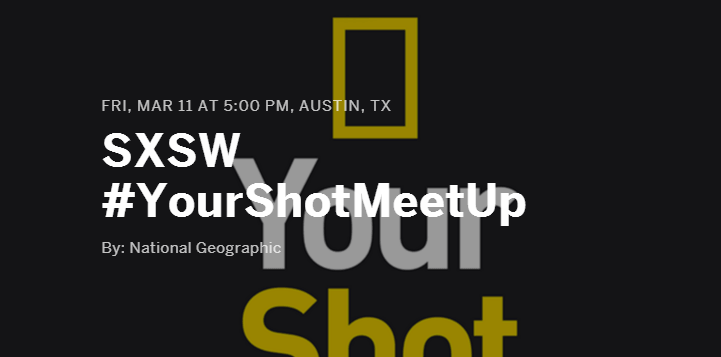 FRI, MAR 11 AT 5:00 PM, AUSTIN, TX
SXSW
#YourShotMeetUp
By: National Geographic
Your
Shot